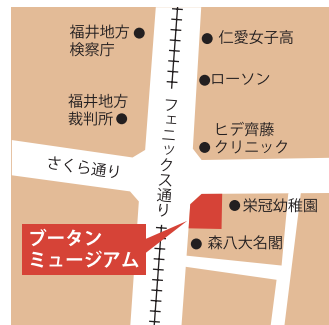 福井地方
検察庁
仁愛女子高
ローソン
福井地方
裁判所
フェニックス通り
ヒデ齊藤
クリニック
さくら通り
栄冠幼稚園
ブータン
ミュージアム
森八大名閣